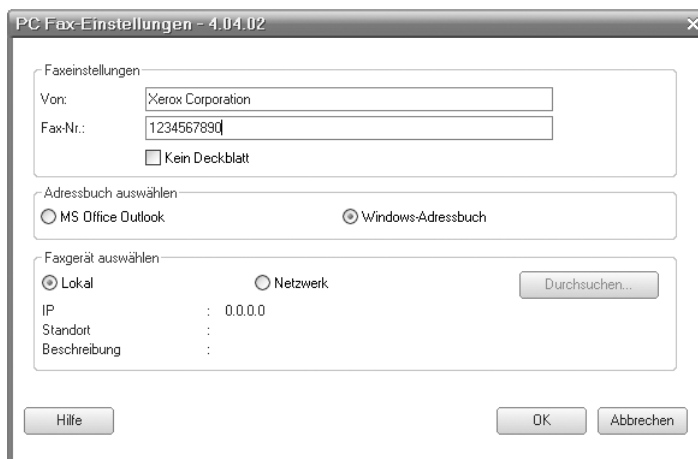 PC Fax-Einstellungen - 4.04.02
Faxeinstellungen
Von: Xerox Corporation
Fax-Nr.: 1234567890
Kein Deckblatt
Adressbuch auswählen
MS Office Outlook Windows-Adressbuch
Faxgerät auswählen
Lokal Netzwerk Durchsuchen...
IP : 0.0.0.0
Standort :
Beschreibung :
Hilfe OK Abbrechen